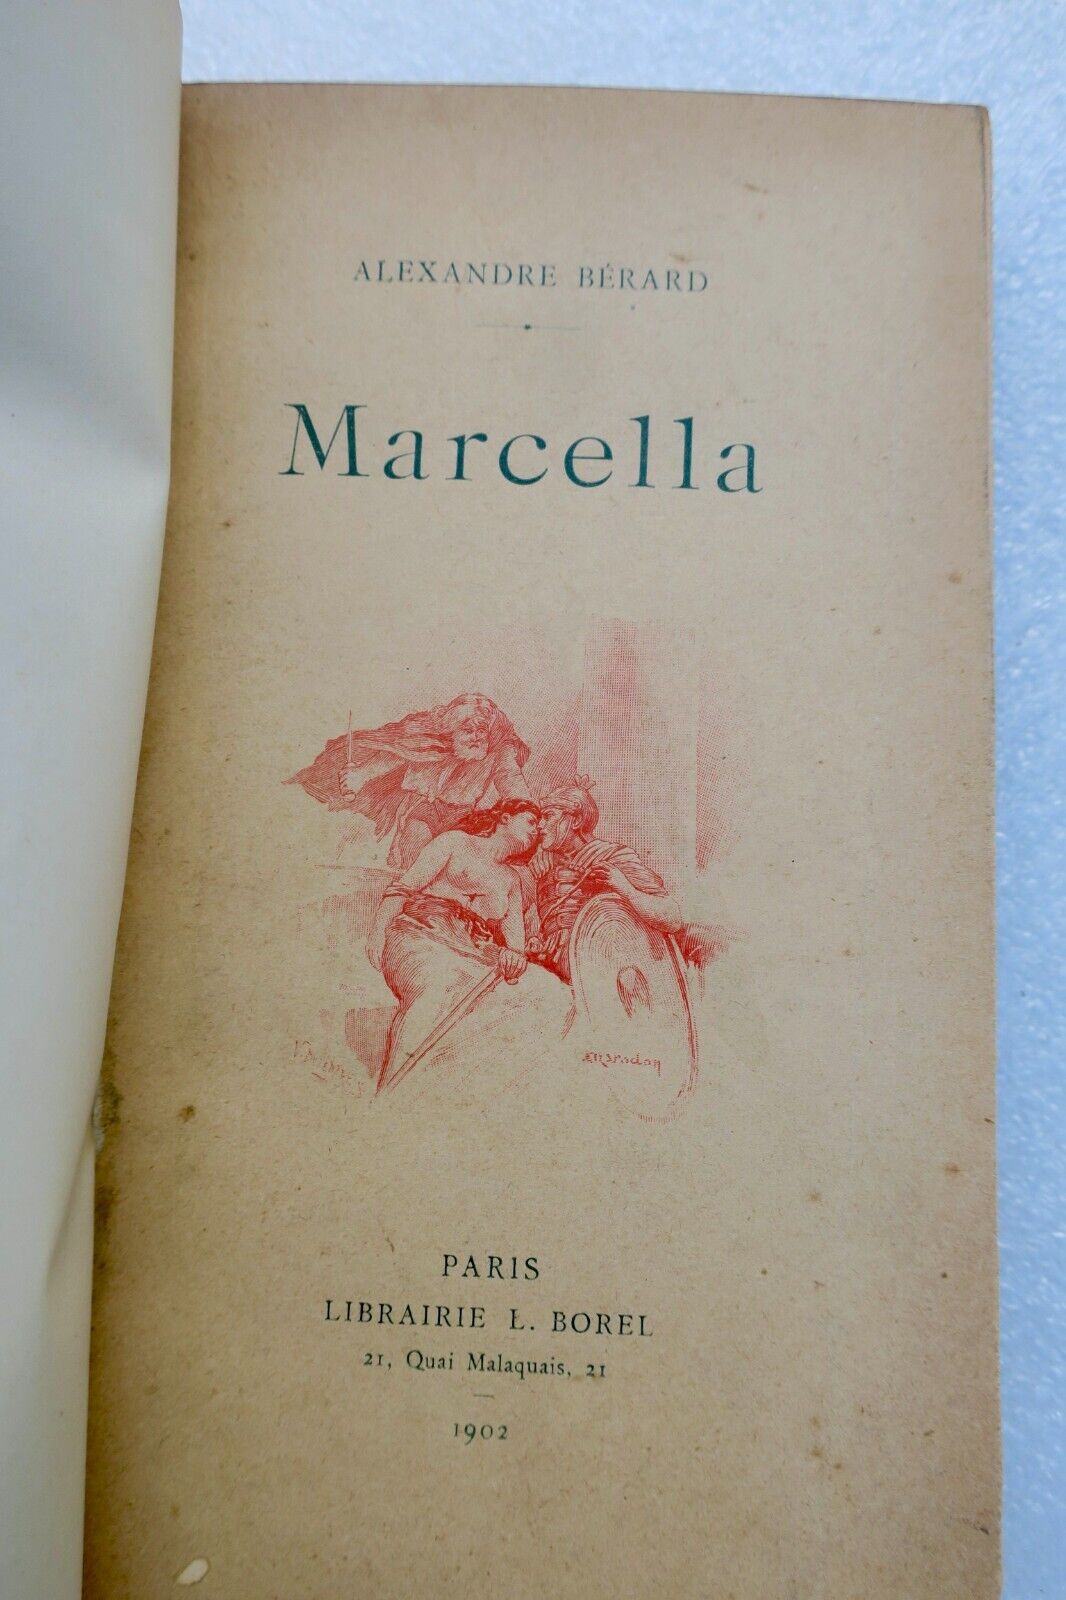 ALEXANDRE BÉRARD
Marcella
PARIS
LIBRAIRIE L. BOREL
21, Quai Malaquais, 21
1902